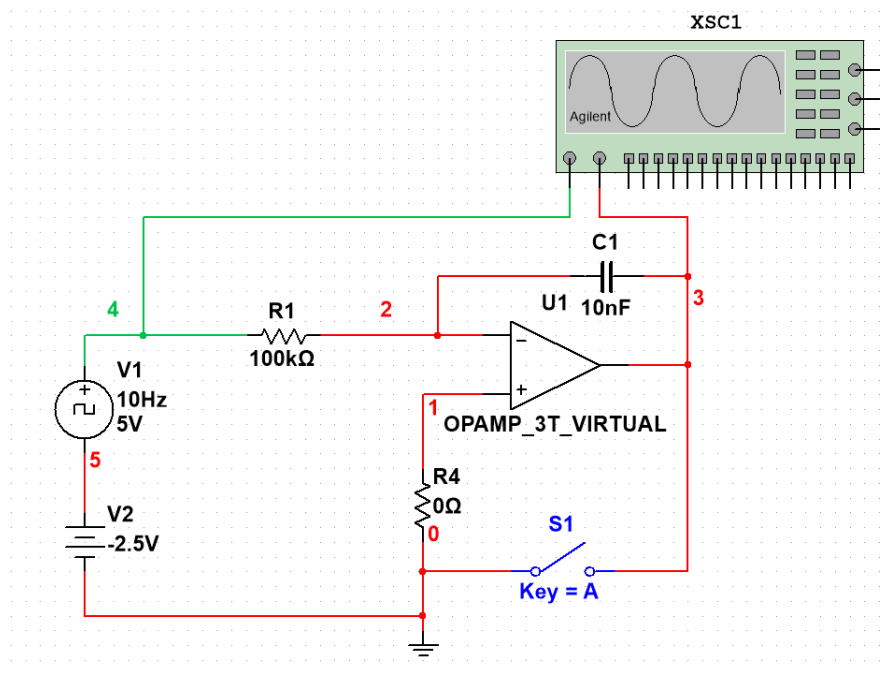 XSC1
Agilent
C1
10nF
3
U1
4
R1
100kΩ
2
V1
10Hz
5V
1
OPAMP_3T_VIRTUAL
5
R4
0Ω
0
V2
-2.5V
S1
Key = A